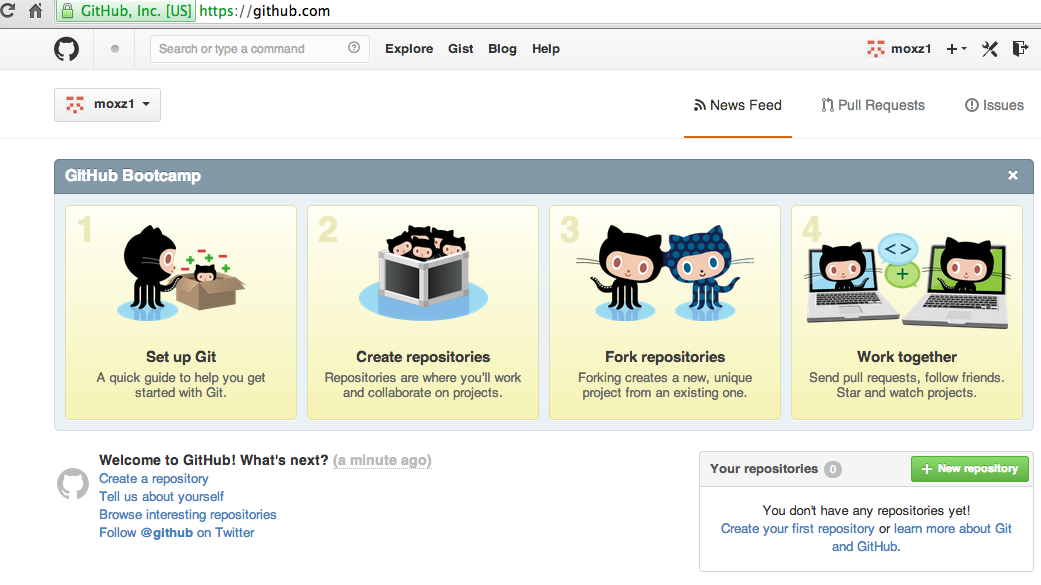 GitHub, Inc. [US] https://github.com
Search or type a command
Explore Gist Blog Help
moxz1
moxz1
News Feed Pull Requests Issues
GitHub Bootcamp
1
2
3
4
Set up Git
A quick guide to help you get
started with Git.
Create repositories
Repositories are where you'll work
and collaborate on projects.
Fork repositories
Forking creates a new, unique
project from an existing one.
Work together
Send pull requests, follow friends.
Star and watch projects.
Welcome to GitHub! What's next? (a minute ago)
Create a repository
Tell us about yourself
Browse interesting repositories
Follow @github on Twitter
Your repositories 0
New repository
You don't have any repositories yet!
Create your first repository or learn more about Git
and GitHub.